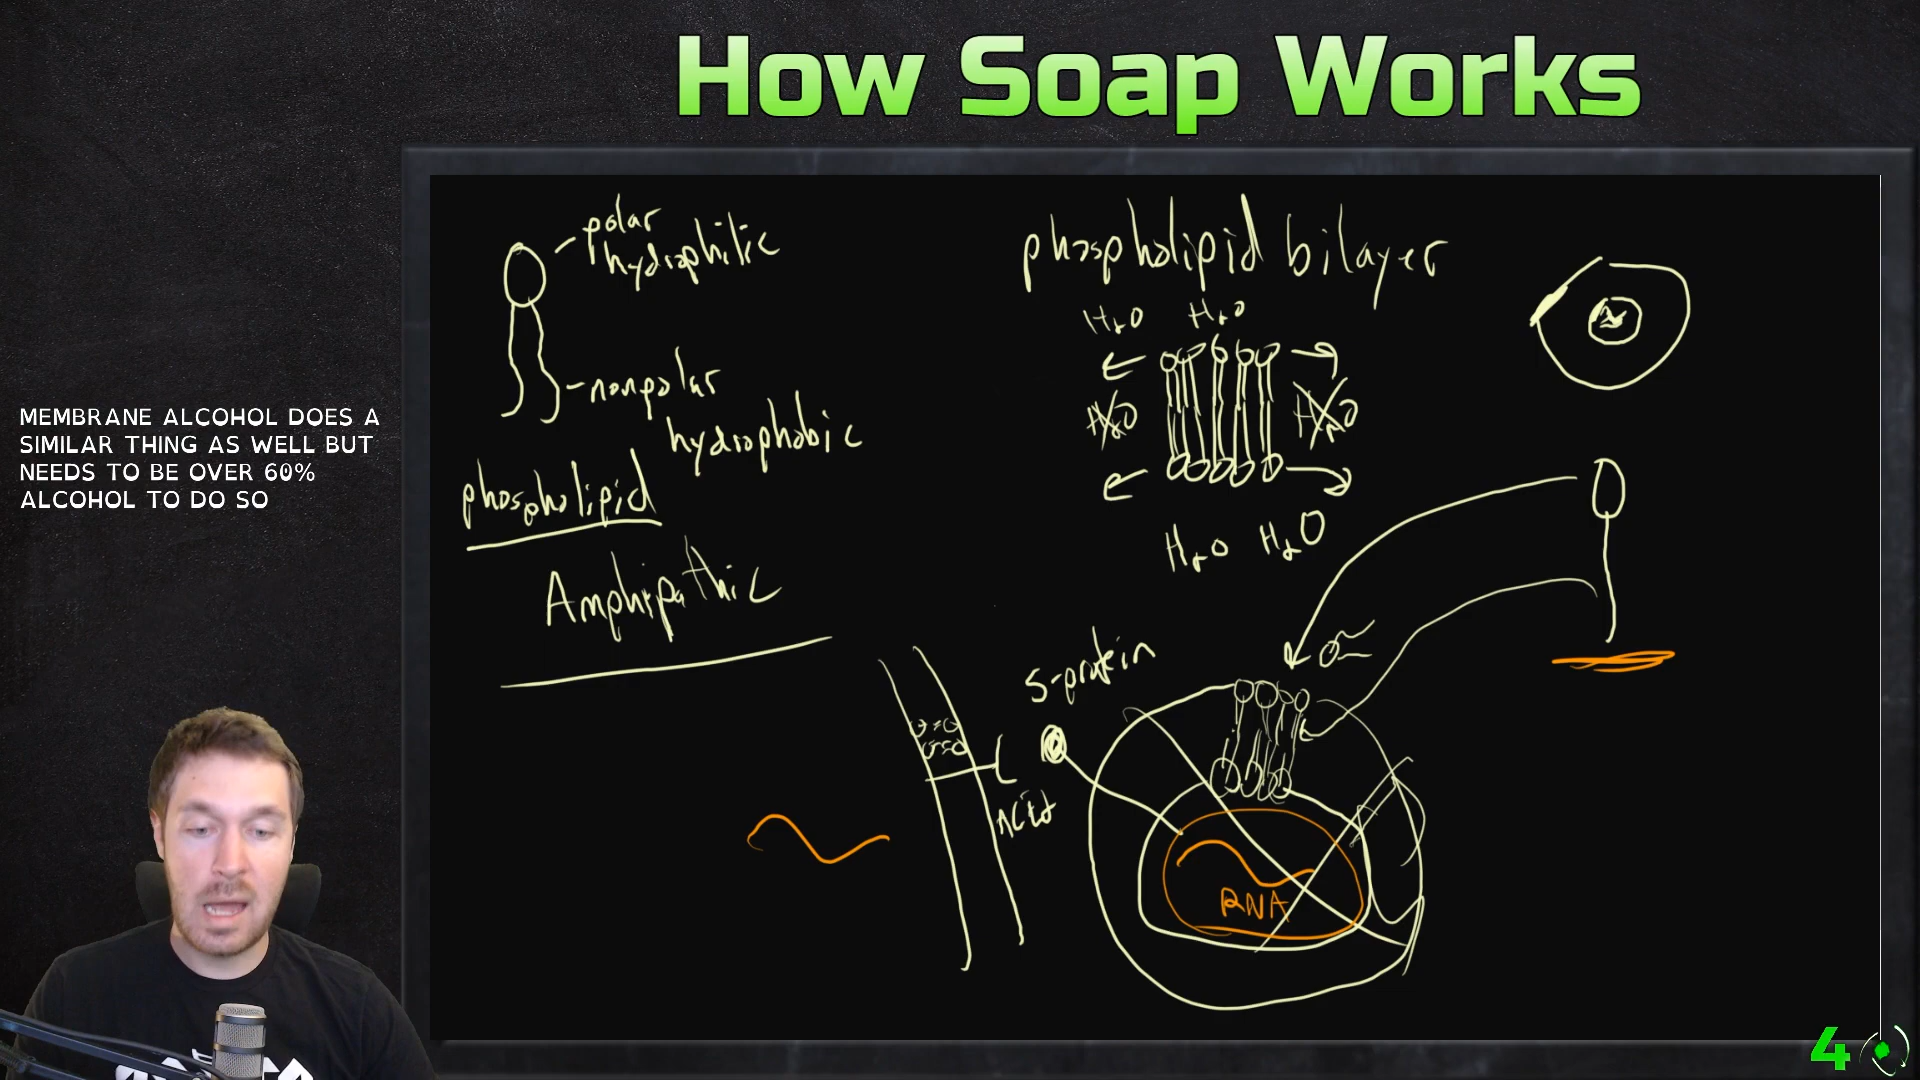 How Soap Works
polar
hydrophilic
nonpolar
hydrophobic
phospholipid
Amphipathic
phospholipid bilayer
H2O H2O
H2O H2O
H2O H2O
MEMBRANE ALCOHOL DOES A
SIMILAR THING AS WELL BUT
NEEDS TO BE OVER 60%
ALCOHOL TO DO SO
S-protein
RNA
4